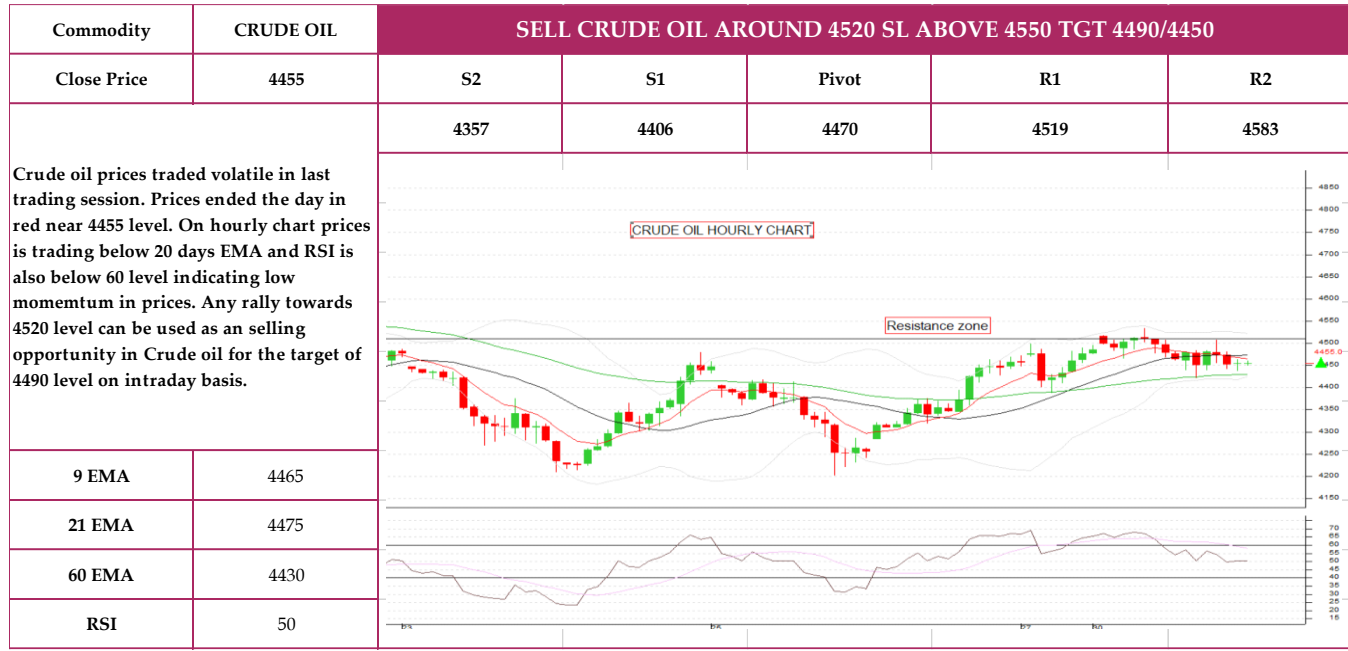 Commodity CRUDE OIL SELL CRUDE OIL AROUND 4520 SL ABOVE 4550 TGT 4490/4450
Close Price 4455 S2 S1 Pivot R1 R2
4357 4406 4470 4519 4583
Crude oil prices traded volatile in last
trading session. Prices ended the day in
red near 4455 level. On hourly chart prices
is trading below 20 days EMA and RSI is
also below 60 level indicating low
momemtum in prices. Any rally towards
4520 level can be used as an selling
opportunity in Crude oil for the target of
4490 level on intraday basis.
9 EMA 4465
21 EMA 4475
60 EMA 4430
RSI 50
CRUDE OIL HOURLY CHART
Resistance zone
4850
4800
4750
4700
4650
4600
4550
4500
4455.0
4450
4400
4350
4300
4250
4200
4150
70
65
60
55
50
45
40
35
30
25
20
15